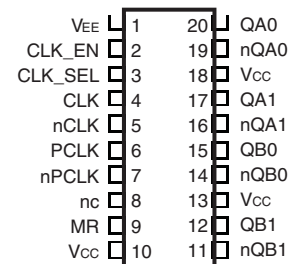 VEE 1 20 QA0
CLK_EN 2 19 nQA0
CLK_SEL 3 18 VCC
CLK 4 17 QA1
nCLK 5 16 nQA1
PCLK 6 15 QB0
nPCLK 7 14 nQB0
nc 8 13 VCC
MR 9 12 QB1
VCC 10 11 nQB1